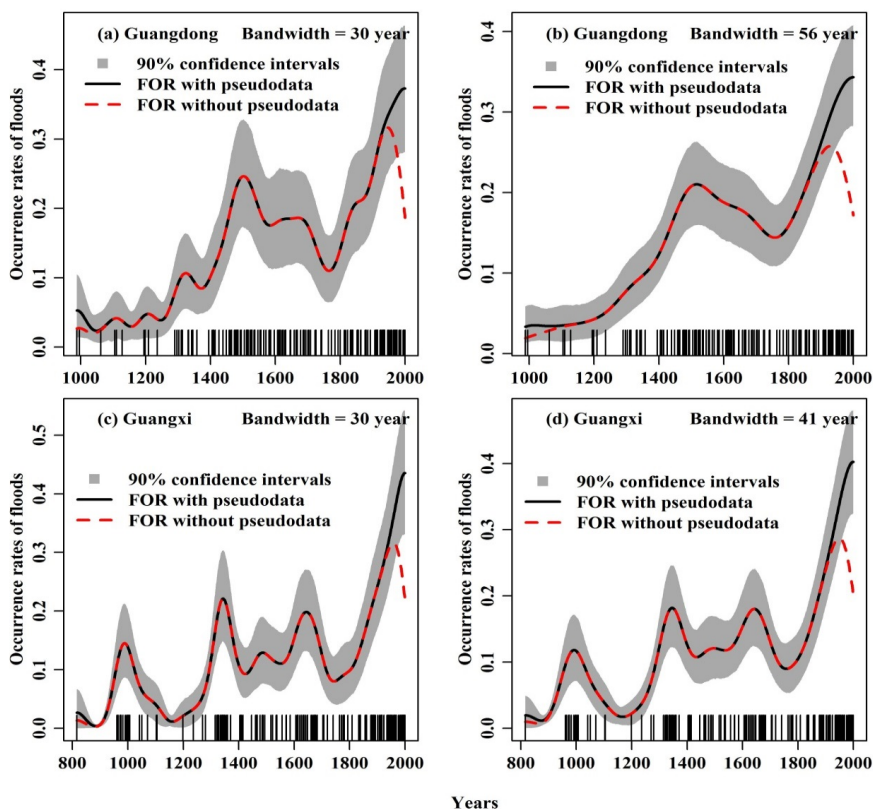 (a) Guangdong Bandwidth = 30 year
90% confidence intervals
FOR with pseudodata
FOR without pseudodata
Occurrence rates of floods
0.0 0.1 0.2 0.3 0.4
1000 1200 1400 1600 1800 2000
(b) Guangdong Bandwidth = 56 year
90% confidence intervals
FOR with pseudodata
FOR without pseudodata
Occurrence rates of floods
0.0 0.1 0.2 0.3 0.4
1000 1200 1400 1600 1800 2000
(c) Guangxi Bandwidth = 30 year
90% confidence intervals
FOR with pseudodata
FOR without pseudodata
Occurrence rates of floods
0.0 0.1 0.2 0.3 0.4 0.5
800 1000 1200 1400 1600 1800 2000
(d) Guangxi Bandwidth = 41 year
90% confidence intervals
FOR with pseudodata
FOR without pseudodata
Occurrence rates of floods
0.0 0.1 0.2 0.3 0.4
800 1000 1200 1400 1600 1800 2000
Years